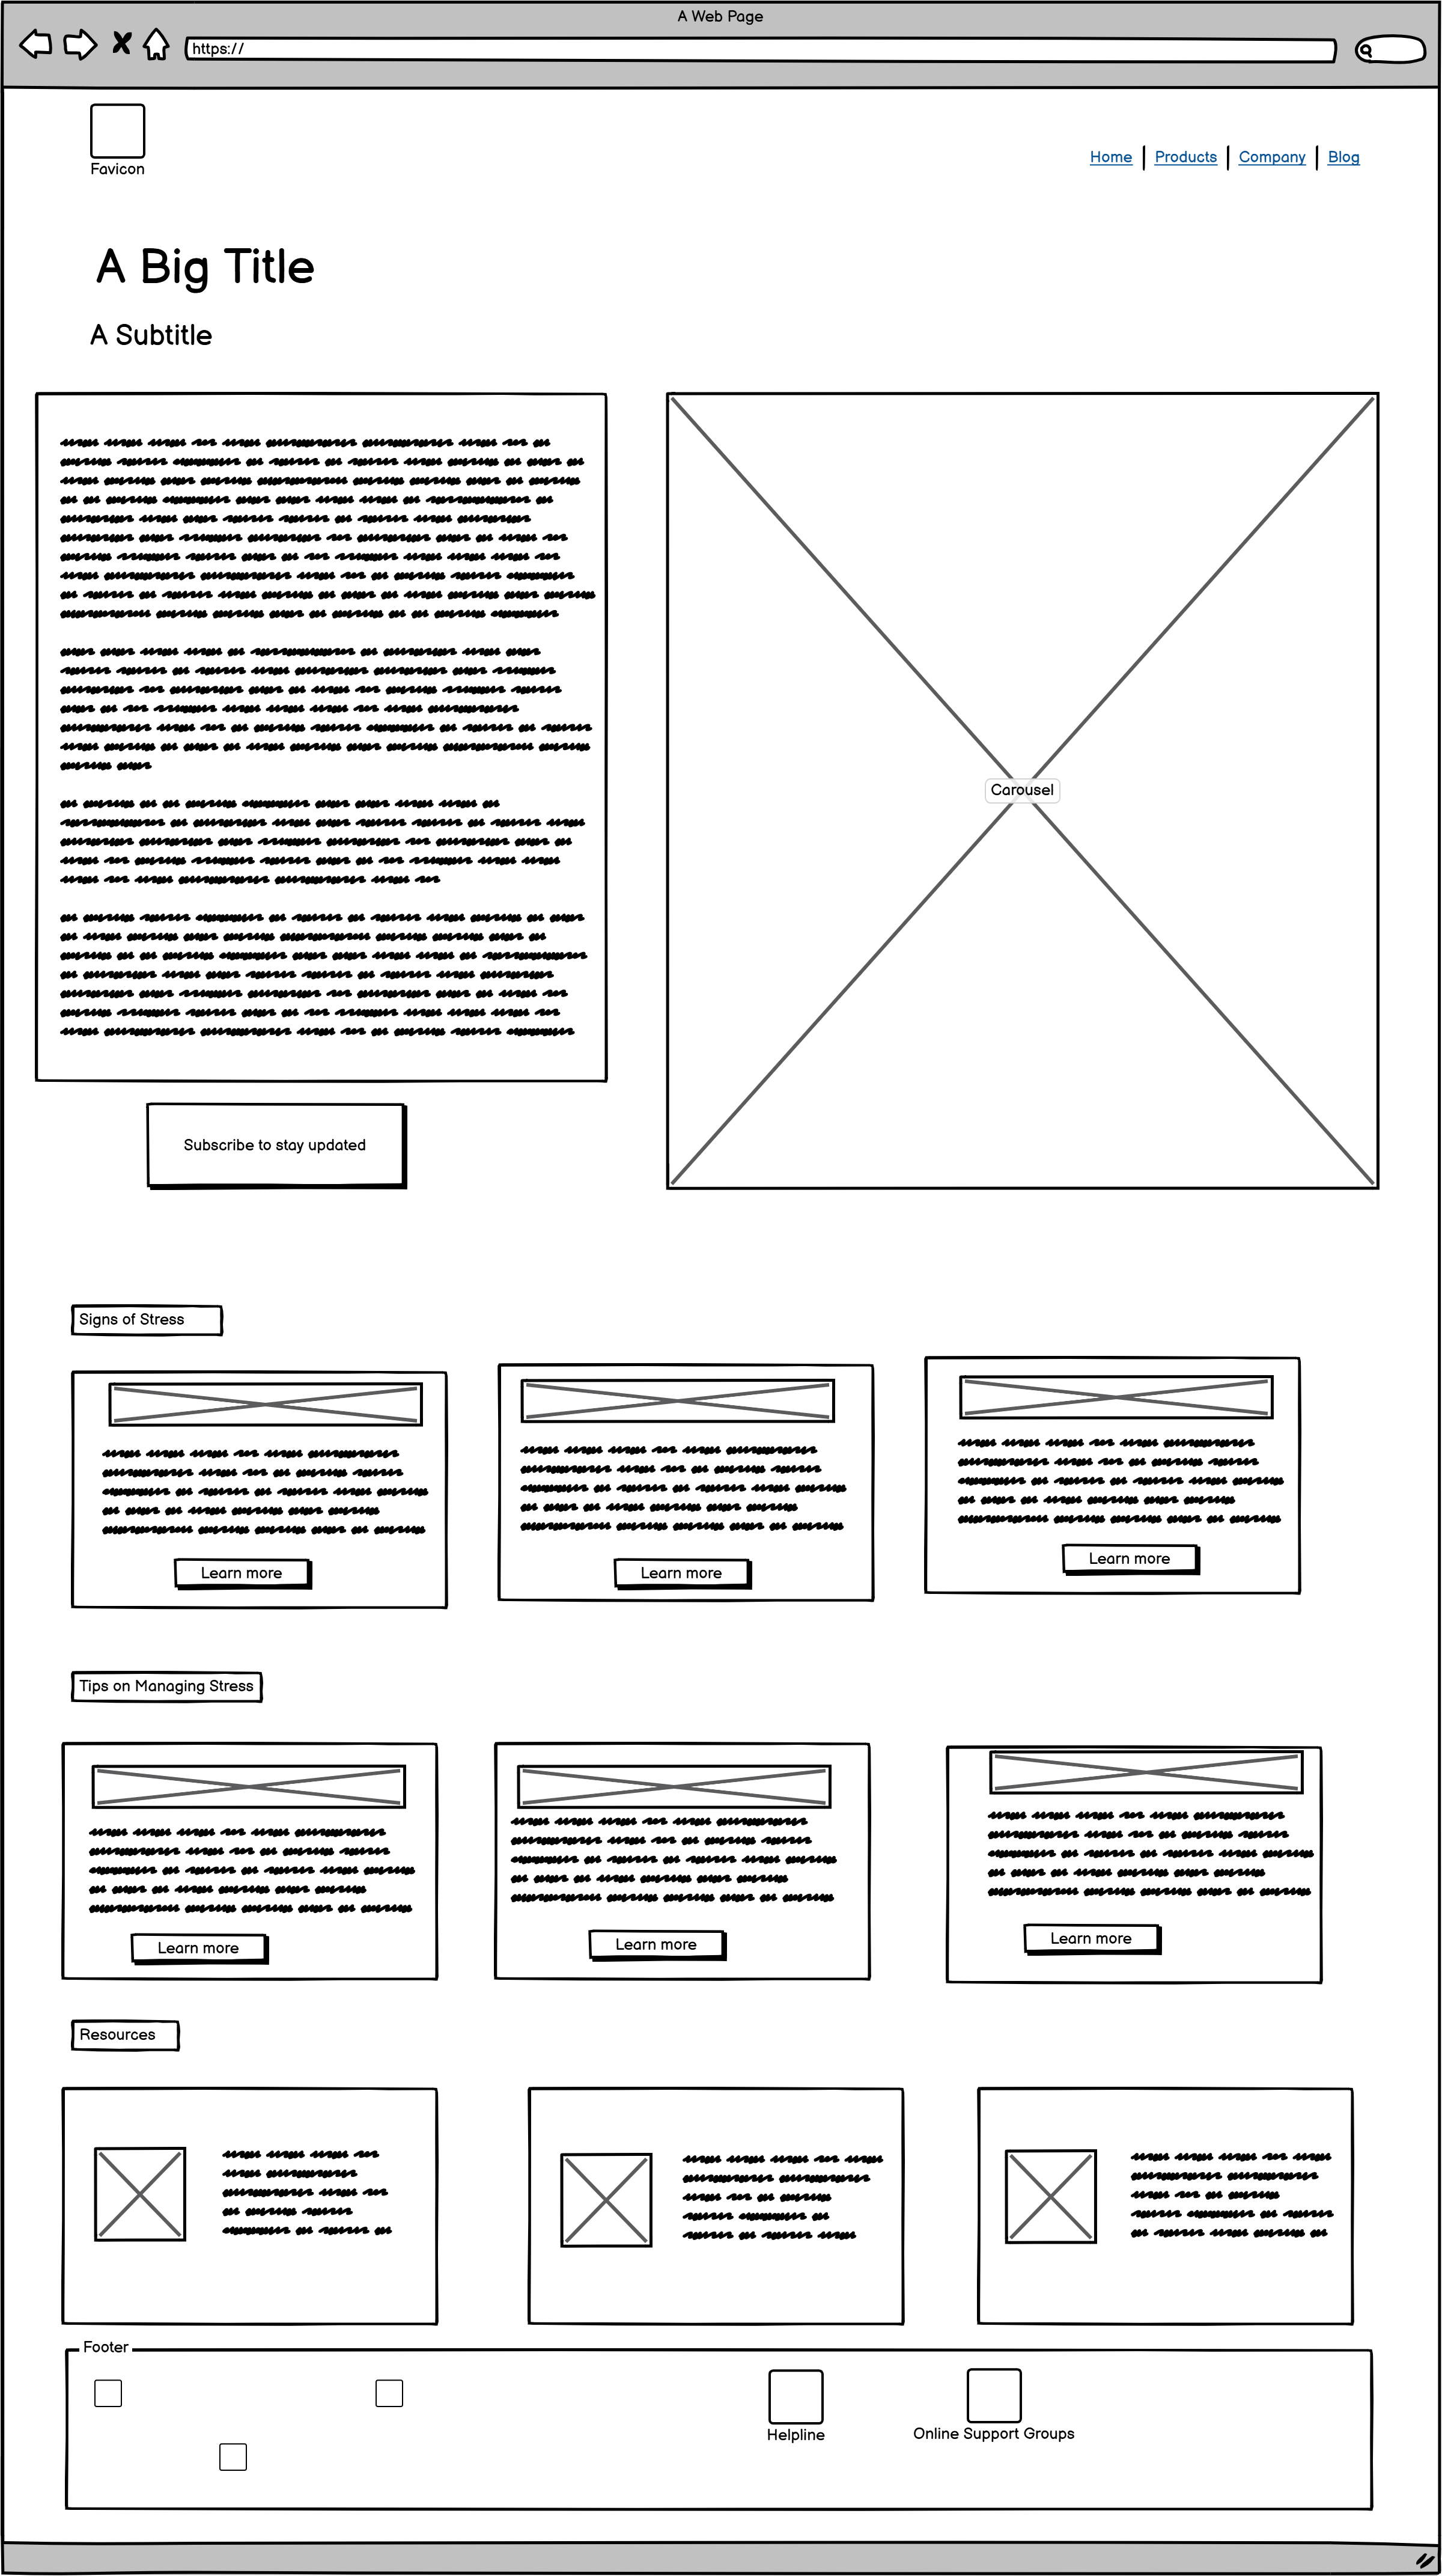 A Web Page
https://
Favicon
Home Products Company Blog
A Big Title
A Subtitle
Carousel
Subscribe to stay updated
Signs of Stress
Learn more Learn more Learn more
Tips on Managing Stress
Learn more Learn more Learn more
Resources
Footer
Helpline Online Support Groups